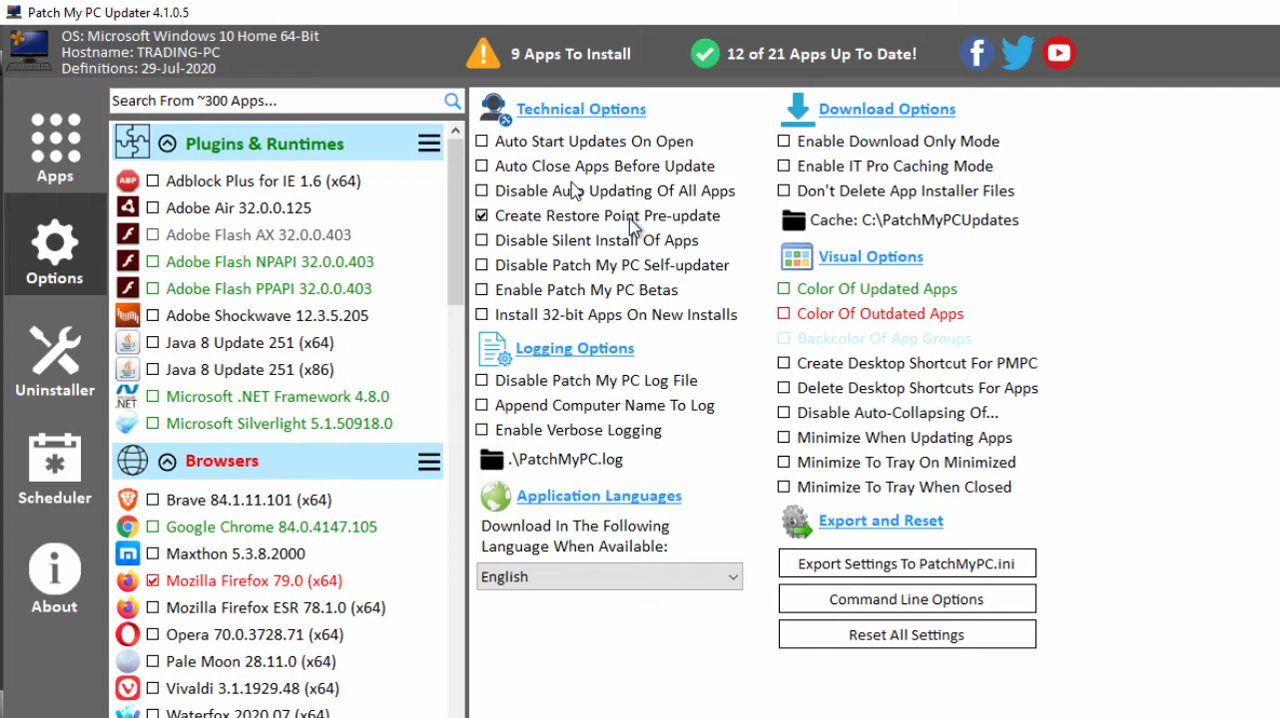 Patch My PC Updater 4.1.0.5
OS: Microsoft Windows 10 Home 64-Bit
Hostname: TRADING-PC
Definitions: 29-Jul-2020
9 Apps To Install
12 of 21 Apps Up To Date!
Apps
Options
Uninstaller
Scheduler
About
Search From ~300 Apps...
Plugins & Runtimes
ABP
Adblock Plus for IE 1.6 (x64)
Adobe Air 32.0.0.125
Adobe Flash AX 32.0.0.403
Adobe Flash NPAPI 32.0.0.403
Adobe Flash PPAPI 32.0.0.403
Adobe Shockwave 12.3.5.205
Java 8 Update 251 (x64)
Java 8 Update 251 (x86)
.NET
Microsoft .NET Framework 4.8.0
Microsoft Silverlight 5.1.50918.0
Browsers
Brave 84.1.11.101 (x64)
Google Chrome 84.0.4147.105
Maxthon 5.3.8.2000
Mozilla Firefox 79.0 (x64)
Mozilla Firefox ESR 78.1.0 (x64)
Opera 70.0.3728.71 (x64)
Pale Moon 28.11.0 (x64)
Vivaldi 3.1.1929.48 (x64)
Waterfox 2020.07 (x64)
Technical Options
Auto Start Updates On Open
Auto Close Apps Before Update
Disable Auto Updating Of All Apps
Create Restore Point Pre-update
Disable Silent Install Of Apps
Disable Patch My PC Self-updater
Enable Patch My PC Betas
Install 32-bit Apps On New Installs
Logging Options
Disable Patch My PC Log File
Append Computer Name To Log
Enable Verbose Logging
.\PatchMyPC.log
Application Languages
Download In The Following
Language When Available:
English
Download Options
Enable Download Only Mode
Enable IT Pro Caching Mode
Don't Delete App Installer Files
Cache: C:\PatchMyPCUpdates
Visual Options
Color Of Updated Apps
Color Of Outdated Apps
Backcolor Of App Groups
Create Desktop Shortcut For PMPC
Delete Desktop Shortcuts For Apps
Disable Auto-Collapsing Of...
Minimize When Updating Apps
Minimize To Tray On Minimized
Minimize To Tray When Closed
Export and Reset
Export Settings To PatchMyPC.ini
Command Line Options
Reset All Settings